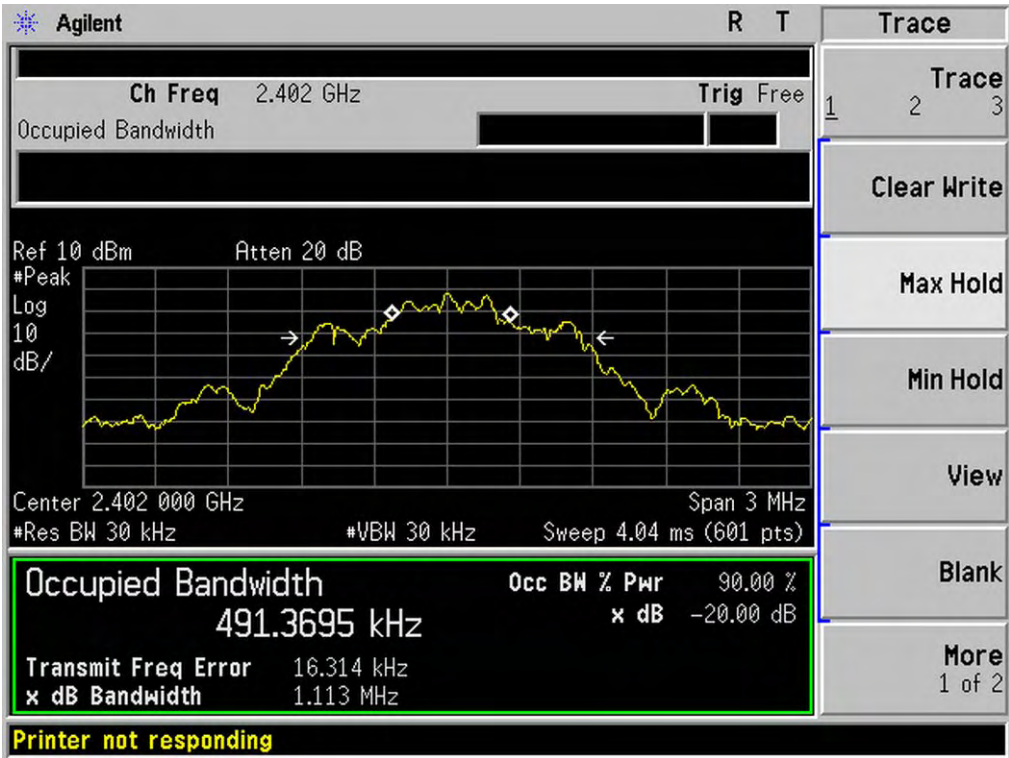 Agilent R T
Trace
Ch Freq 2.402 GHz Trig Free
Occupied Bandwidth
Trace
1 2 3
Clear Write
Max Hold
Min Hold
View
Blank
More
1 of 2
Ref 10 dBm Atten 20 dB
#Peak
Log
10
dB/
Center 2.402 000 GHz Span 3 MHz
#Res BW 30 kHz #VBW 30 kHz Sweep 4.04 ms (601 pts)
Occupied Bandwidth Occ BW % Pwr 90.00 %
491.3695 kHz x dB -20.00 dB
Transmit Freq Error 16.314 kHz
x dB Bandwidth 1.113 MHz
Printer not responding